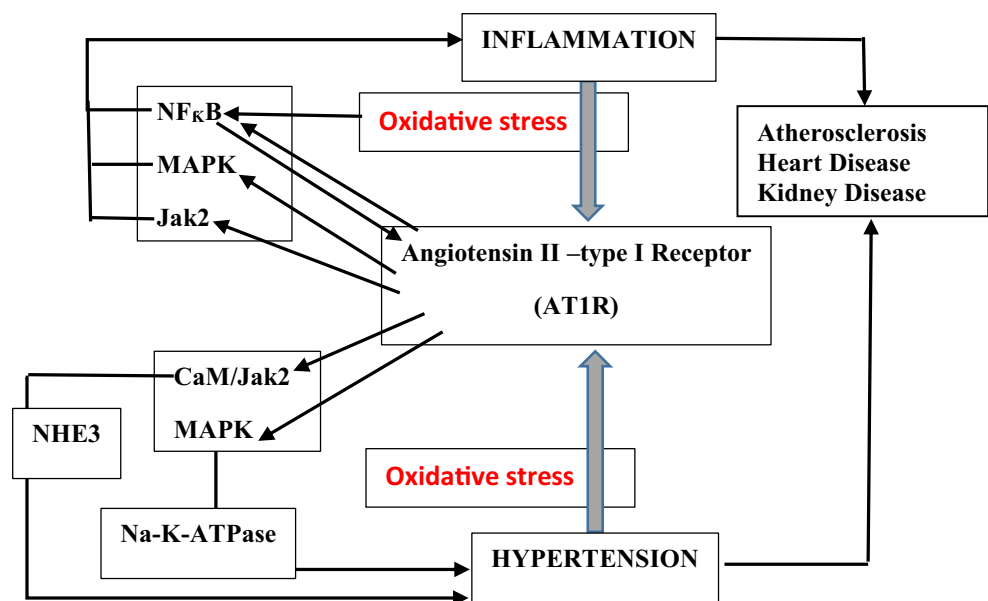 INFLAMMATION
NFκB
Oxidative stress
MAPK
Jak2
Atherosclerosis
Heart Disease
Kidney Disease
Angiotensin II –type I Receptor
(AT1R)
CaM/Jak2
MAPK
NHE3
Oxidative stress
Na-K-ATPase
HYPERTENSION